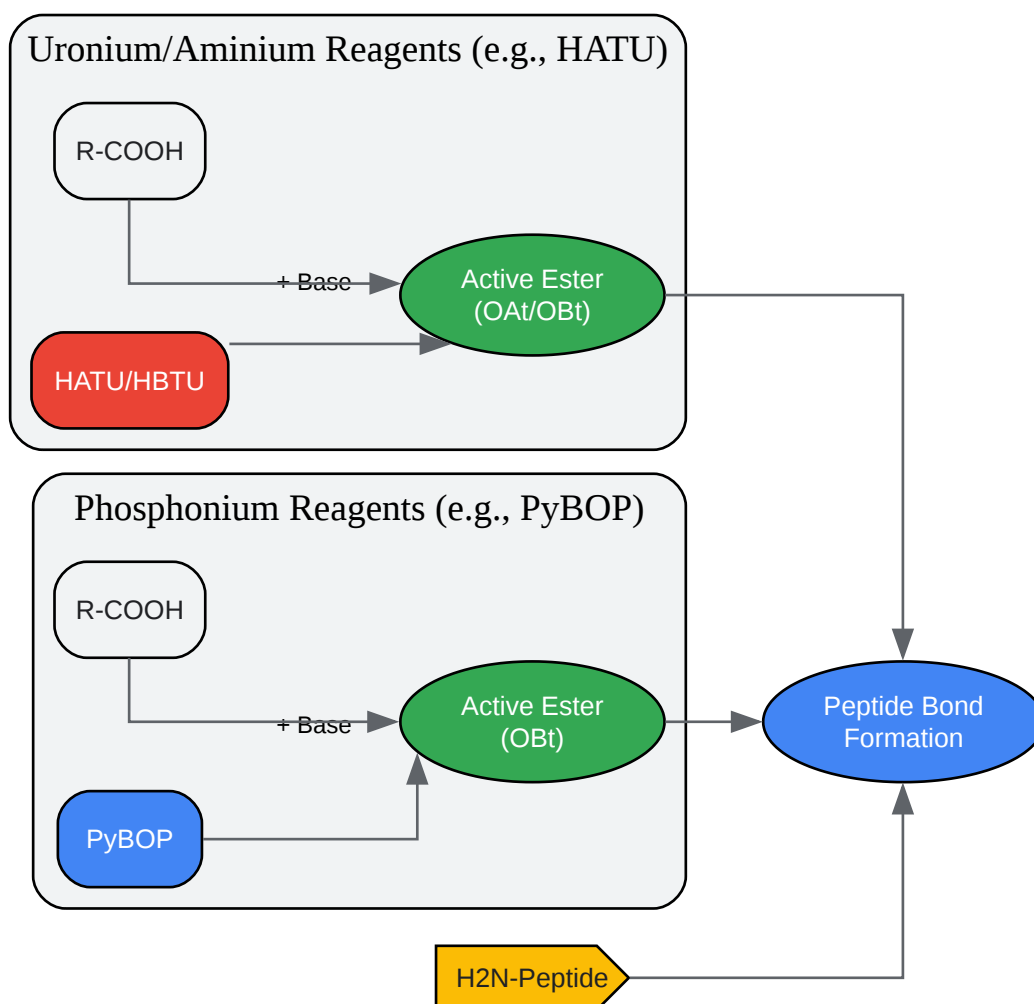 Uronium/Aminium Reagents (e.g., HATU)
R-COOH
+ Base
Active Ester
(OAt/OBt)
HATU/HBTU
Phosphonium Reagents (e.g., PyBOP)
R-COOH
+ Base
Active Ester
(OBt)
Peptide Bond
Formation
PyBOP
H2N-Peptide